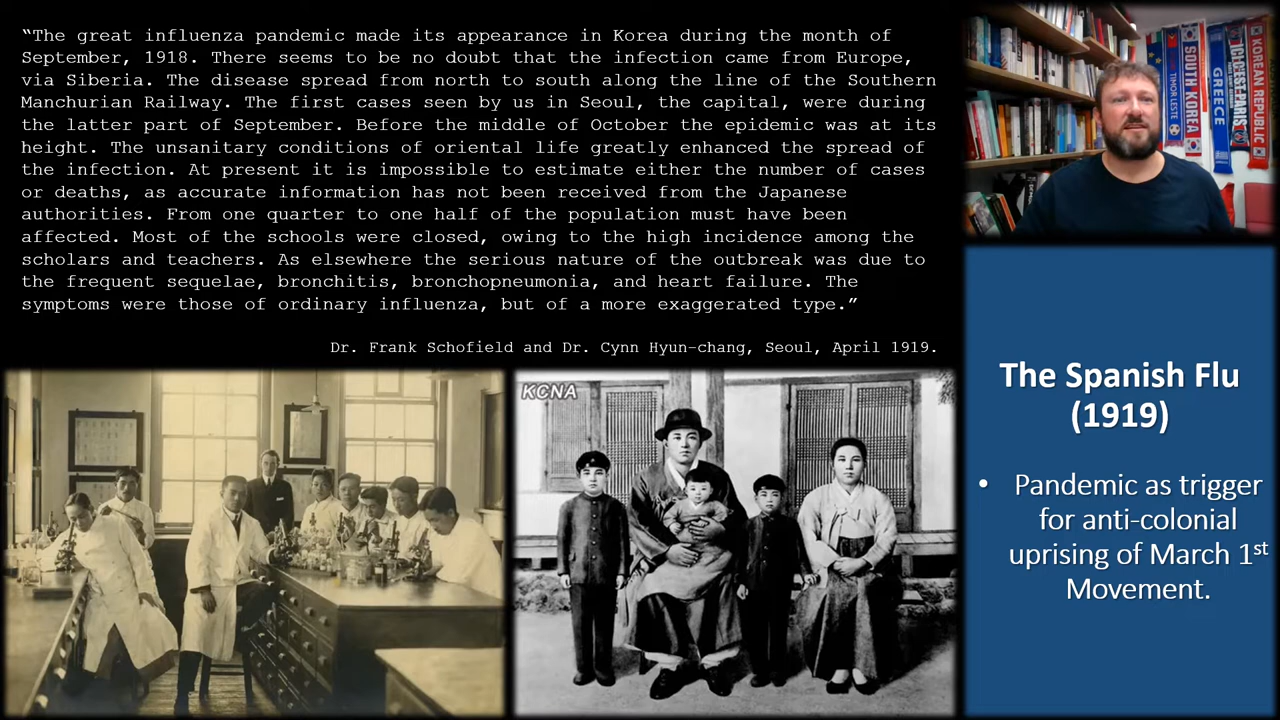 “The great influenza pandemic made its appearance in Korea during the month of
September, 1918. There seems to be no doubt that the infection came from Europe,
via Siberia. The disease spread from north to south along the line of the Southern
Manchurian Railway. The first cases seen by us in Seoul, the capital, were during
the latter part of September. Before the middle of October the epidemic was at its
height. The unsanitary conditions of oriental life greatly enhanced the spread of
the infection. At present it is impossible to estimate either the number of cases
or deaths, as accurate information has not been received from the Japanese
authorities. From one quarter to one half of the population must have been
affected. Most of the schools were closed, owing to the high incidence among the
scholars and teachers. As elsewhere the serious nature of the outbreak was due to
the frequent sequelae, bronchitis, bronchopneumonia, and heart failure. The
symptoms were those of ordinary influenza, but of a more exaggerated type.”
Dr. Frank Schofield and Dr. Cynn Hyun-chang, Seoul, April 1919.
KCNA
TIMOR LESTE
SOUTH KOREA
GREECE
KOREAN REPUBLIC
The Spanish Flu
(1919)
• Pandemic as trigger
for anti-colonial
uprising of March 1st
Movement.